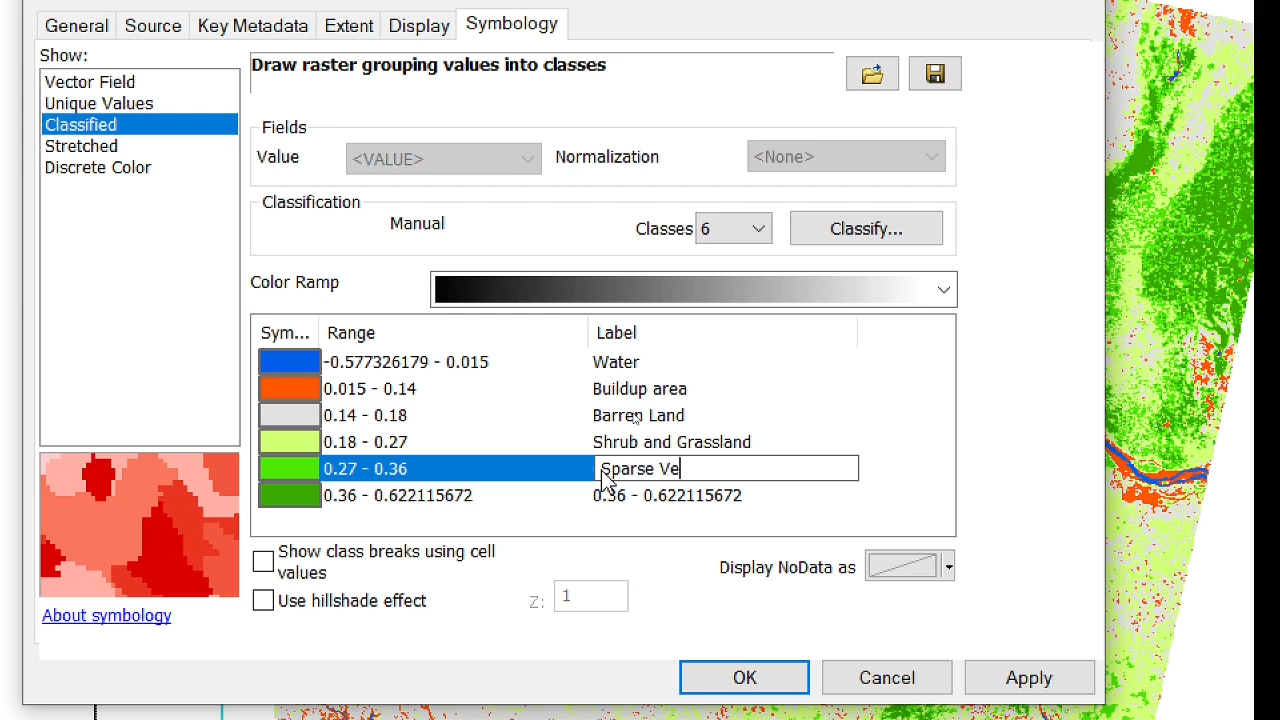 General Source Key Metadata Extent Display Symbology
Show:
Vector Field
Unique Values
Classified
Stretched
Discrete Color
About symbology
Draw raster grouping values into classes
Fields
Value <VALUE> Normalization <None>
Classification
Manual Classes 6 Classify...
Color Ramp
Sym... Range Label
-0.577326179 - 0.015 Water
0.015 - 0.14 Buildup area
0.14 - 0.18 Barren Land
0.18 - 0.27 Shrub and Grassland
0.27 - 0.36 Sparse Ve
0.36 - 0.622115672 0.36 - 0.622115672
Show class breaks using cell
values
Display NoData as
Use hillshade effect Z: 1
OK Cancel Apply